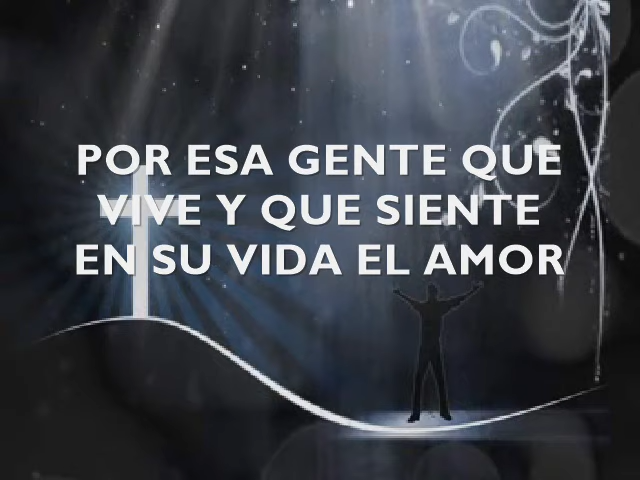 POR ESA GENTE QUE
VIVE Y QUE SIENTE
EN SU VIDA EL AMOR